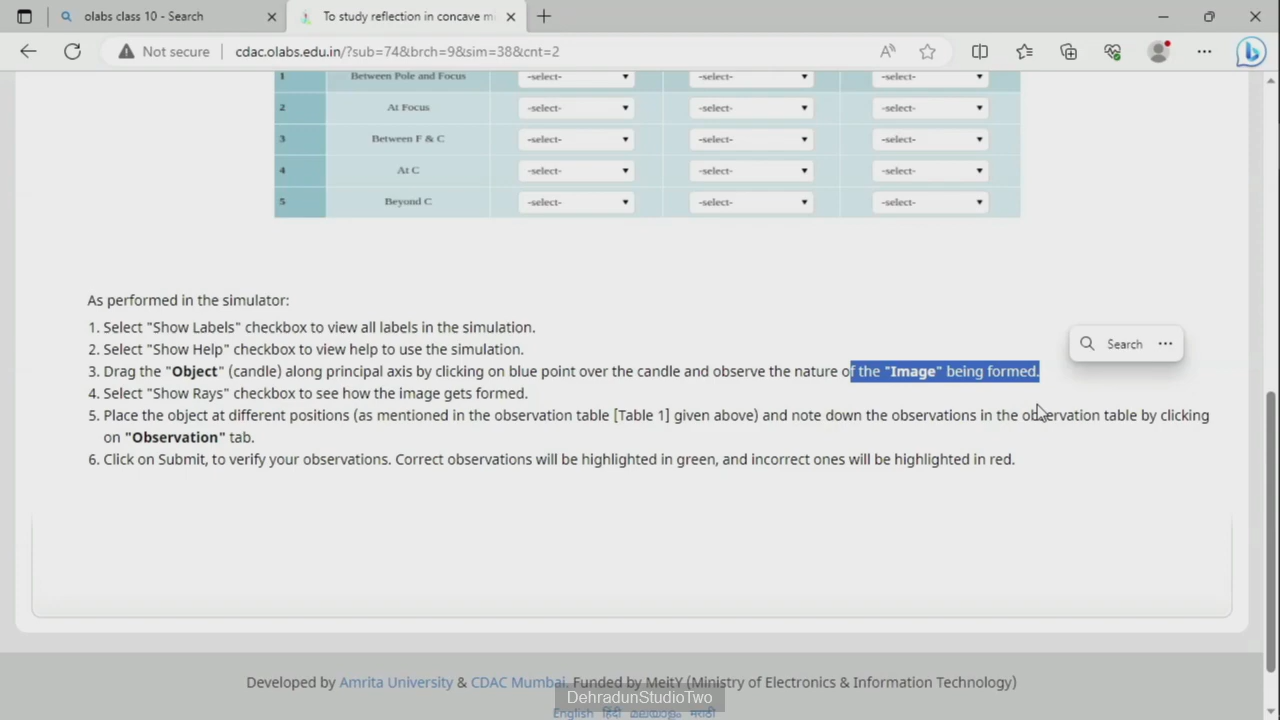 olabs class 10 - Search
To study reflection in concave m
Not secure
cdac.olabs.edu.in/?sub=74&brch=9&sim=38&cnt=2
1 Between Pole and Focus -select- -select- -select-
2 At Focus -select- -select- -select-
3 Between F & C -select- -select- -select-
4 At C -select- -select- -select-
5 Beyond C -select- -select- -select-
As performed in the simulator:
1. Select "Show Labels" checkbox to view all labels in the simulation.
2. Select "Show Help" checkbox to view help to use the simulation.
Search
3. Drag the "Object" (candle) along principal axis by clicking on blue point over the candle and observe the nature of the "Image" being formed.
4. Select "Show Rays" checkbox to see how the image gets formed.
5. Place the object at different positions (as mentioned in the observation table [Table 1] given above) and note down the observations in the observation table by clicking
on "Observation" tab.
6. Click on Submit, to verify your observations. Correct observations will be highlighted in green, and incorrect ones will be highlighted in red.
Developed by Amrita University & CDAC Mumbai. Funded by MeitY (Ministry of Electronics & Information Technology)
DehradunStudioTwo
English हिंदी മലയാളം मराठी